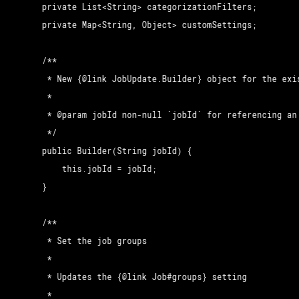 private List<String> categorizationFilters;
private Map<String, Object> customSettings;
/**
* New {@link JobUpdate.Builder} object for the
*
* @param jobId non-null `jobId` for referencing an
*/
public Builder(String jobId) {
this.jobId = jobId;
}
/**
* Set the job groups
*
* Updates the {@link Job#groups} setting
*